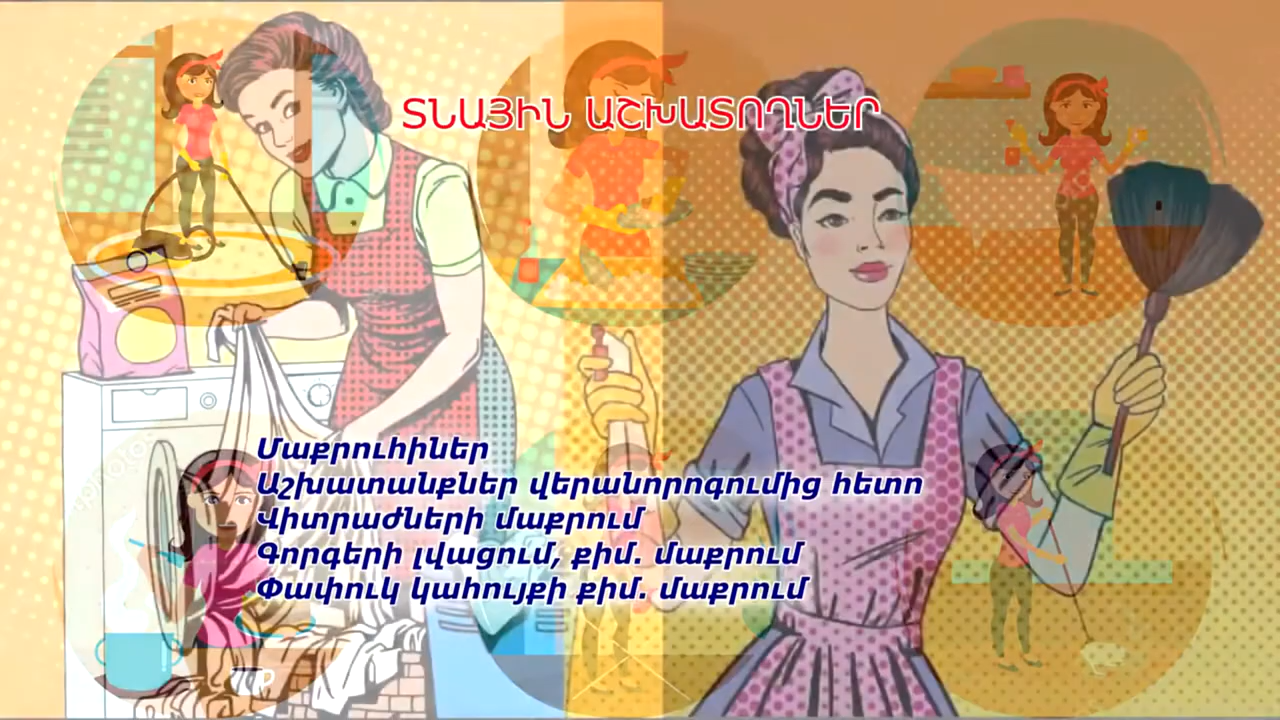 ՏՆԱՅԻՆ ԱՇԽԱՏՈՂՆԵՐ
Մաքրուհիներ
Աշխատանքներ վերանորոգումից հետո
Վիտրաժների մաքրում
Գորգերի լվացում, քիմ. մաքրում
Փափուկ կահույքի քիմ. մաքրում